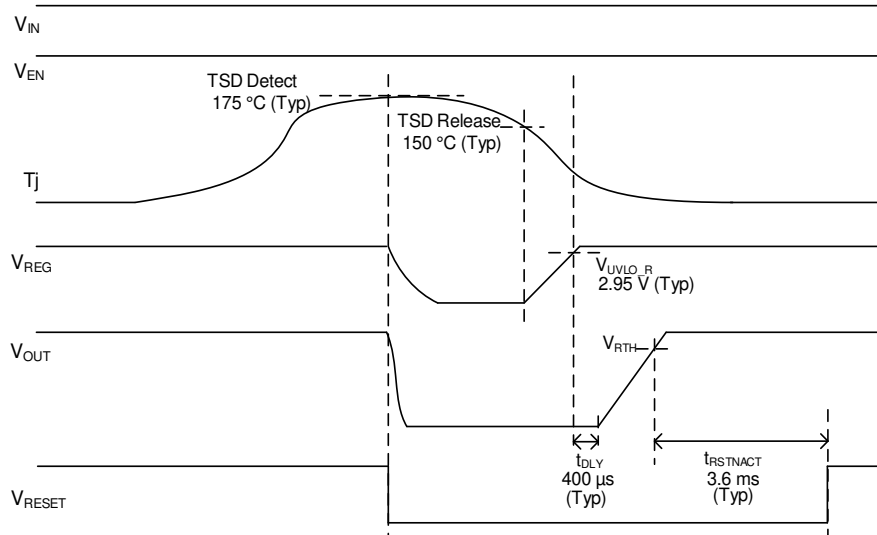 VIN
VEN
TSD Detect
175 °C (Typ)
TSD Release
150 °C (Typ)
Tj
VREG
VUVLO_R
2.95 V (Typ)
VOUT
VRTH
tDLY
400 µs
(Typ)
tRSTNACT
3.6 ms
(Typ)
VRESET